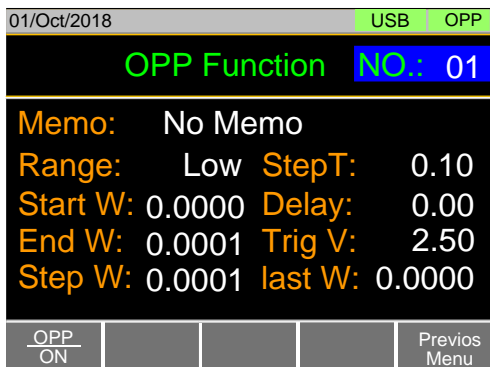 01/Oct/2018 USB OPP
OPP Function NO.: 01
Memo: No Memo
Range: Low StepT: 0.10
Start W: 0.0000 Delay: 0.00
End W: 0.0001 Trig V: 2.50
Step W: 0.0001 last W: 0.0000
OPP Previos
ON Menu